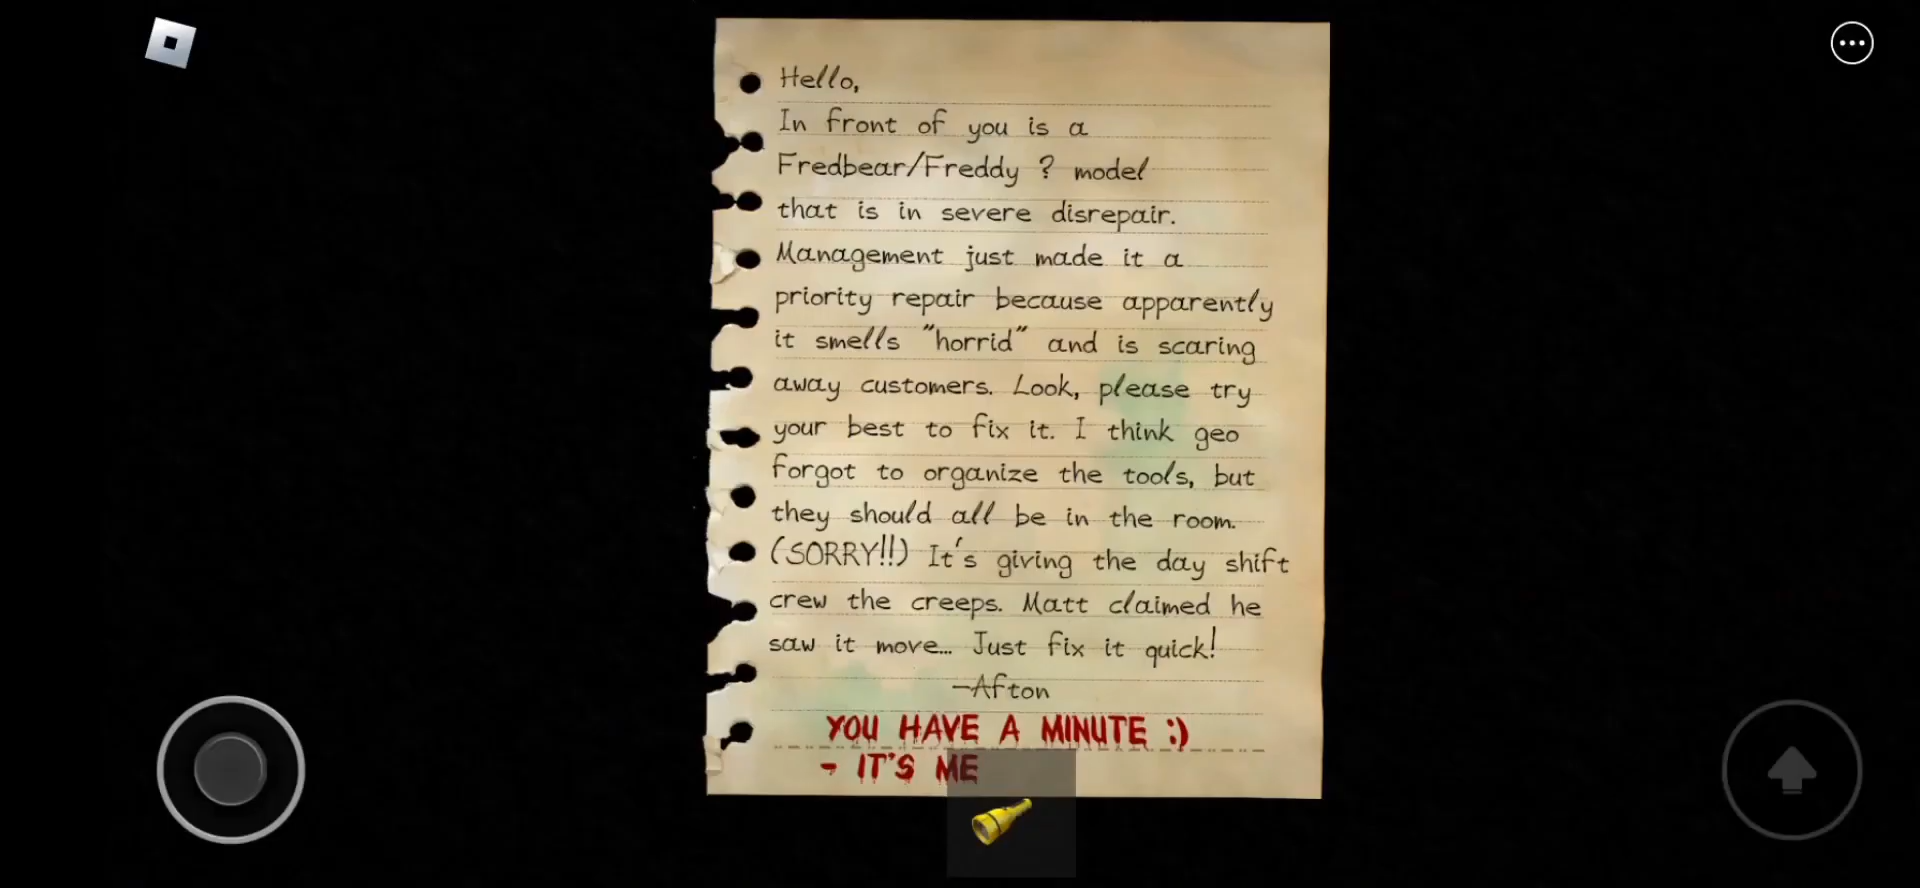 Hello,
In front of you is a
Fredbear/Freddy ? model
that is in severe disrepair.
Management just made it a
priority repair because apparently
it smells "horrid" and is scaring
away customers. Look, please try
your best to fix it. I think geo
forgot to organize the tools, but
they should all be in the room.
(SORRY!!) It's giving the day shift
crew the creeps. Matt claimed he
saw it move... Just fix it quick!
-Afton
YOU HAVE A MINUTE :)
- IT'S ME